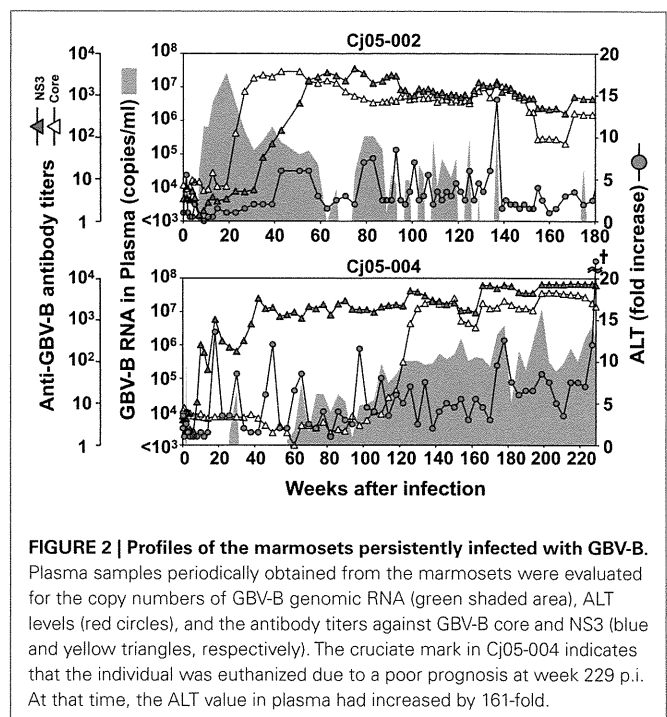 Cj05-002
NS3
Core
Anti-GBV-B antibody titers
10⁴
10³
10²
10
1
GBV-B RNA in Plasma (copies/ml)
10⁸
10⁷
10⁶
10⁵
10⁴
<10³
20
15
10
5
0
ALT (fold increase)
0 20 40 60 80 100 120 140 160 180
Cj05-004
†
10⁴
10³
10²
10
1
10⁸
10⁷
10⁶
10⁵
10⁴
<10³
20
15
10
5
0
0 20 40 60 80 100 120 140 160 180 200 220
Weeks after infection
FIGURE 2 | Profiles of the marmosets persistently infected with GBV-B.
Plasma samples periodically obtained from the marmosets were evaluated
for the copy numbers of GBV-B genomic RNA (green shaded area), ALT
levels (red circles), and the antibody titers against GBV-B core and NS3 (blue
and yellow triangles, respectively). The cruciate mark in Cj05-004 indicates
that the individual was euthanized due to a poor prognosis at week 229 p.i.
At that time, the ALT value in plasma had increased by 161-fold.